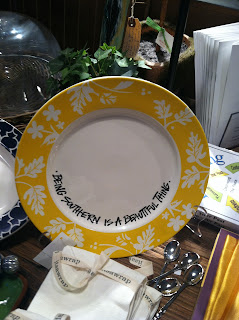 · BEING SOUTHERN IS A BEAUTIFUL THING.